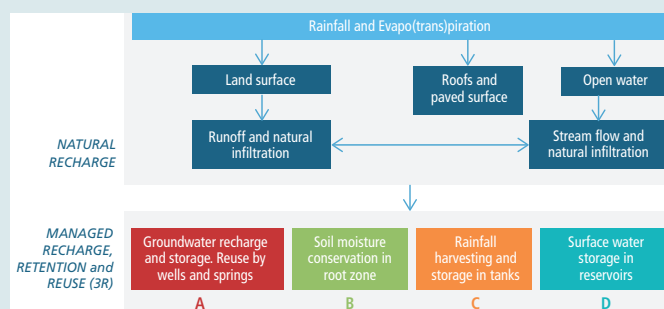 Rainfall and Evapo(trans)piration
Land surface
Roofs and
paved surface
Open water
NATURAL
RECHARGE
Runoff and natural
infiltration
Stream flow and
natural infiltration
MANAGED
RECHARGE,
RETENTION and
REUSE (3R)
Groundwater recharge
and storage. Reuse by
wells and springs
Soil moisture
conservation in
root zone
Rainfall
harvesting and
storage in tanks
Surface water
storage in
reservoirs
A
B
C
D